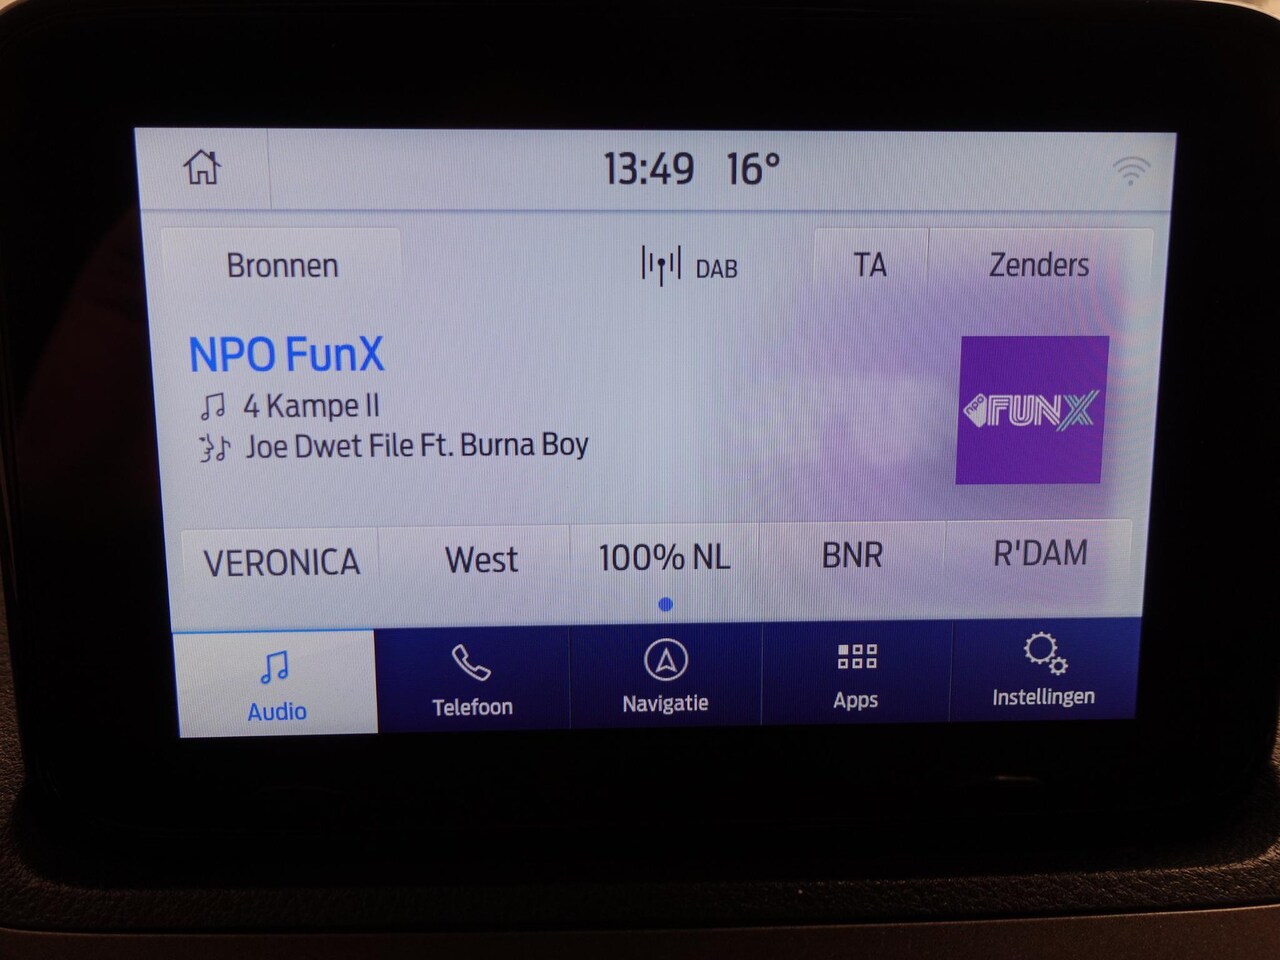 13:49 16°
Bronnen
DAB
TA
Zenders
NPO FunX
4 Kampe II
Joe Dwet File Ft. Burna Boy
npo FUNX
VERONICA
West
100% NL
BNR
R'DAM
Audio
Telefoon
Navigatie
Apps
Instellingen